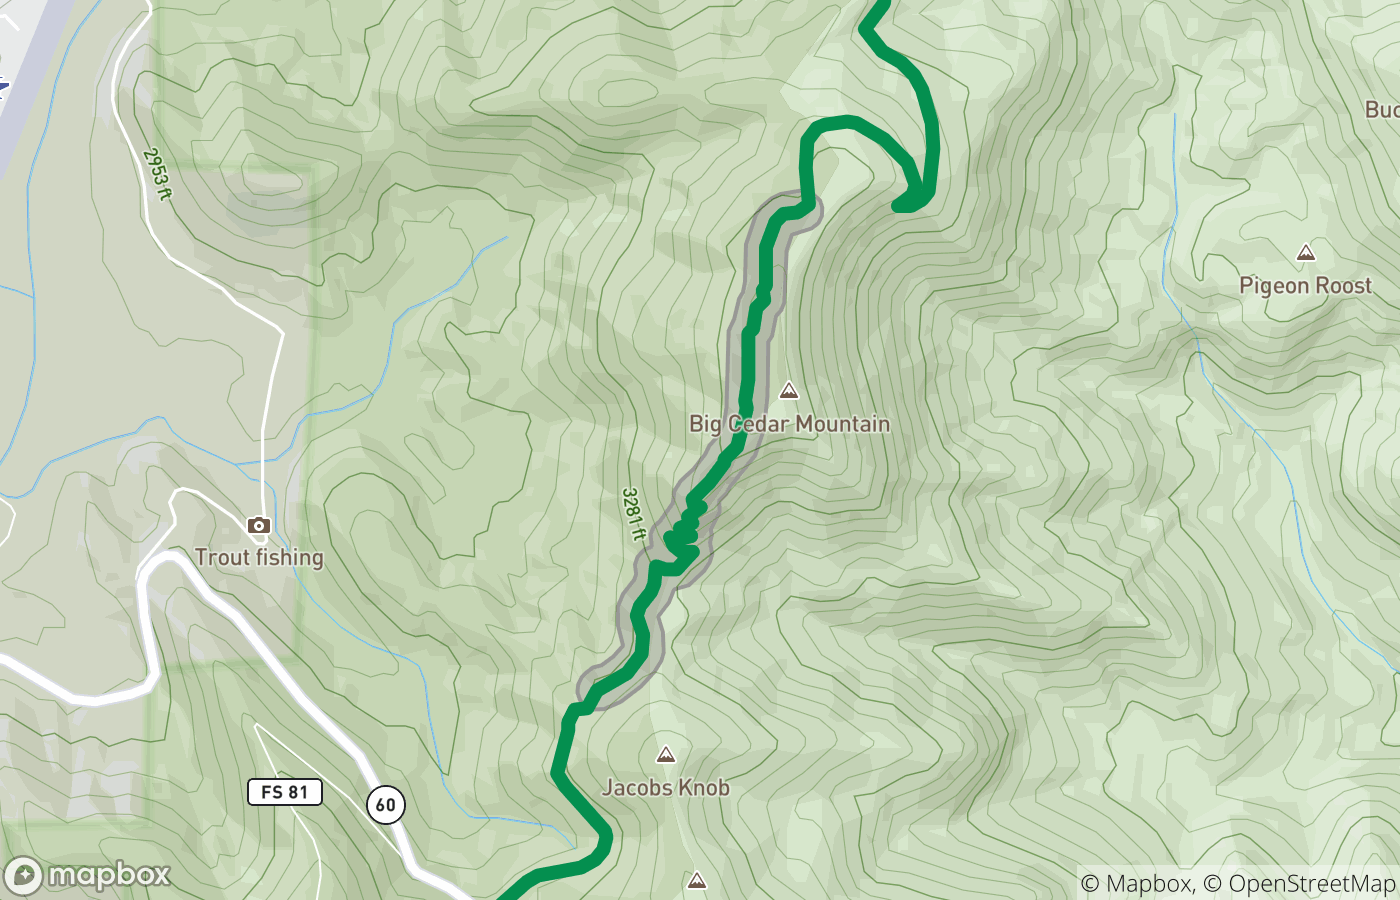 2953 ft
Pigeon Roost
Big Cedar Mountain
3281 ft
Trout fishing
Jacobs Knob
FS 81
60
mapbox
© Mapbox, © OpenStreetMap